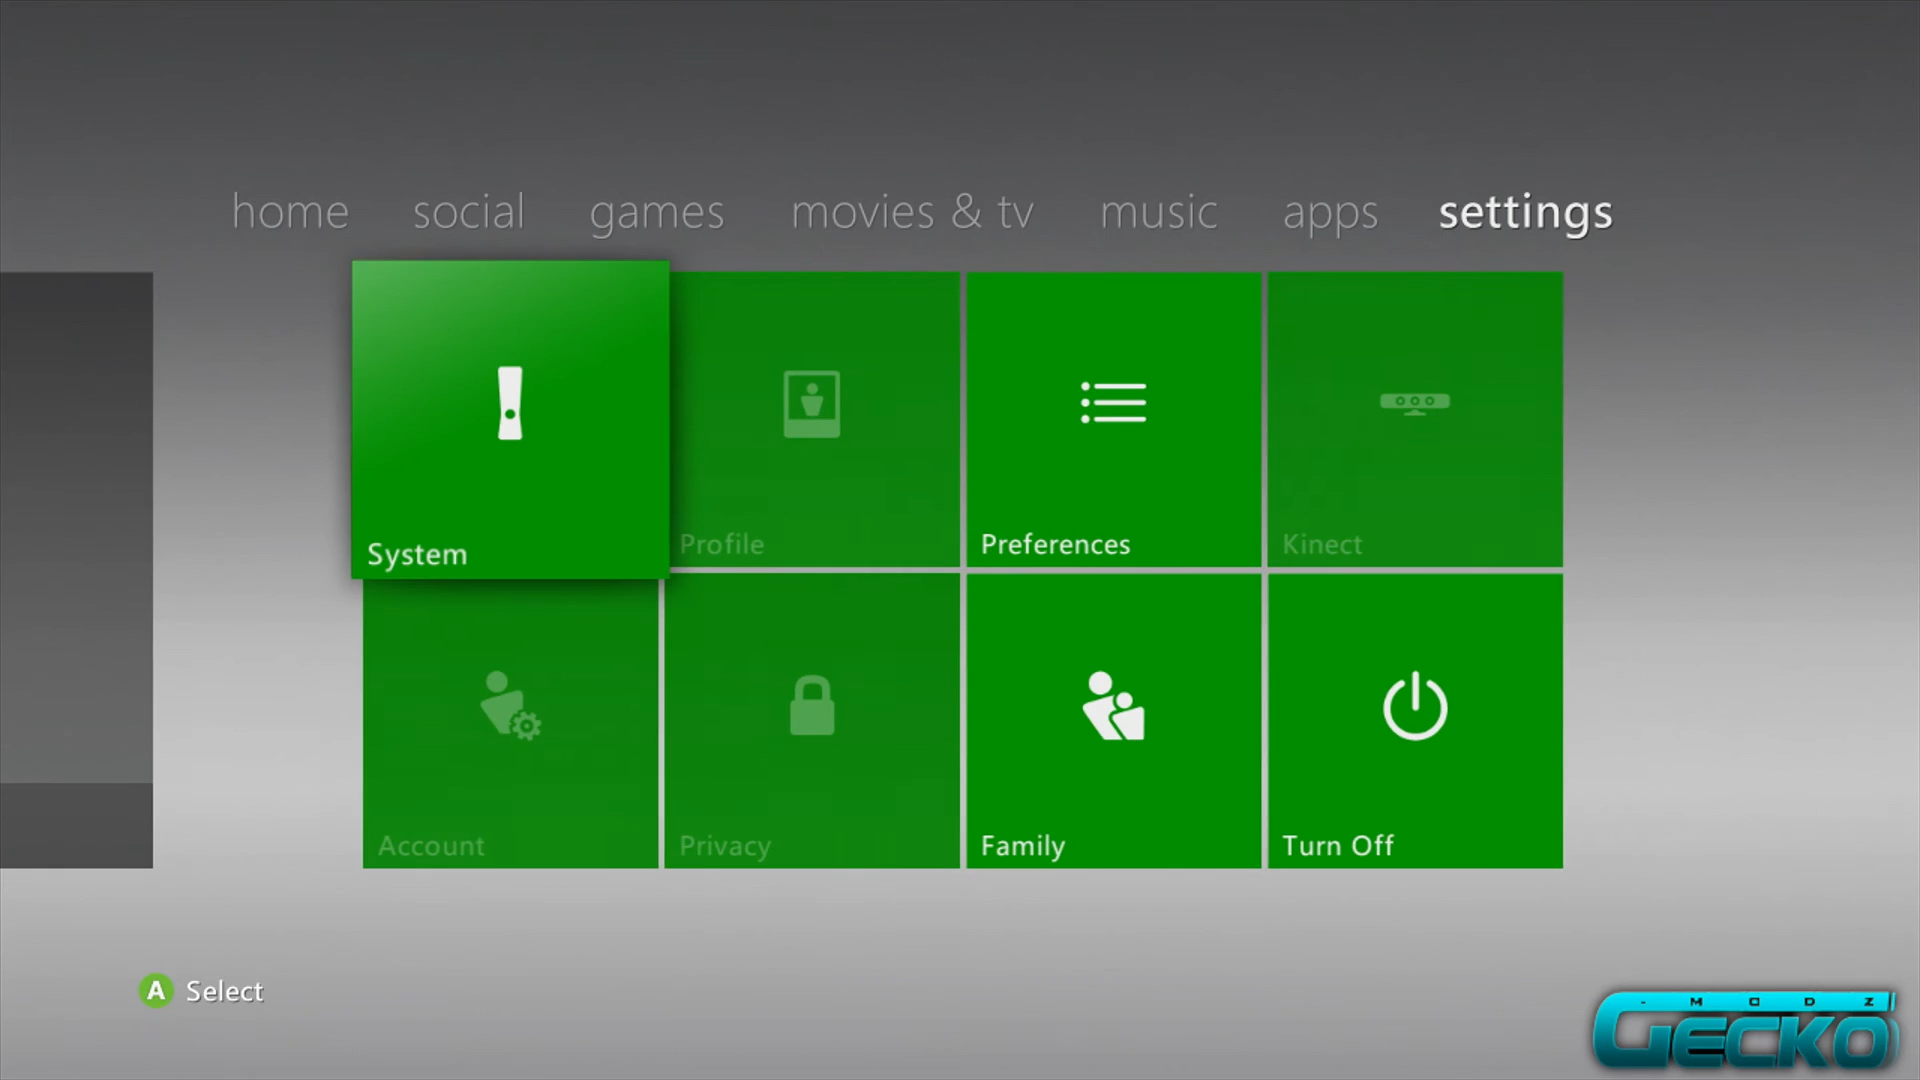 home social games movies & tv music apps settings
System
Profile
Preferences
Kinect
Account
Privacy
Family
Turn Off
A Select
- MODZ
GECKO